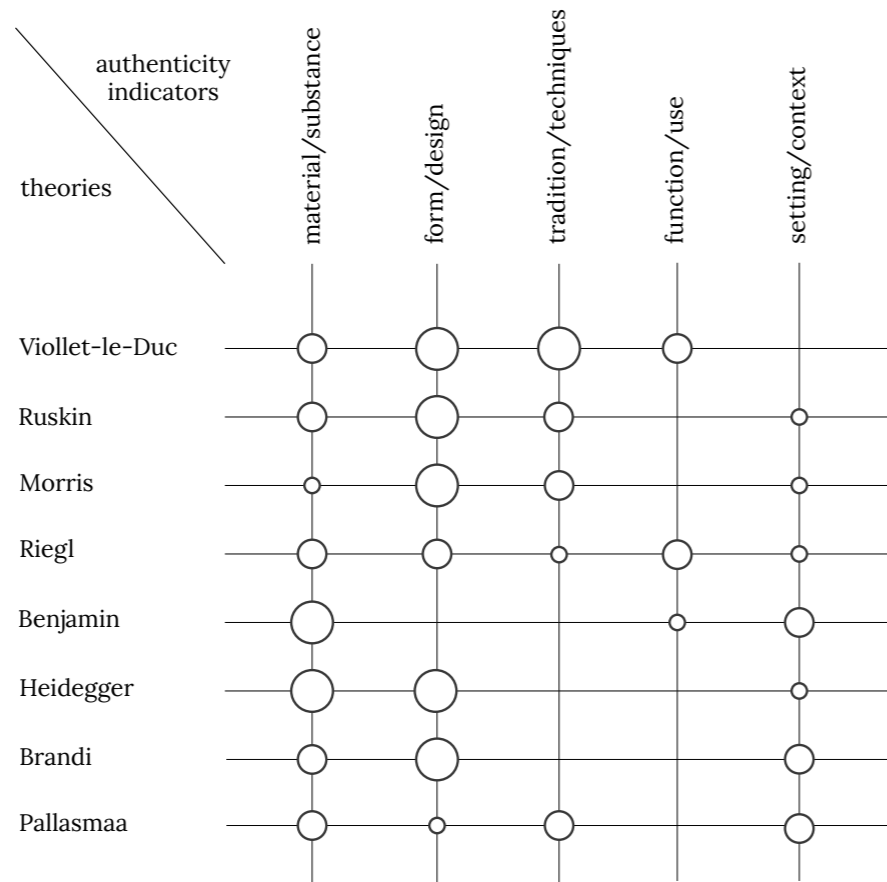 authenticity
indicators
theories
material/substance
form/design
tradition/techniques
function/use
setting/context
Viollet-le-Duc
Ruskin
Morris
Riegl
Benjamin
Heidegger
Brandi
Pallasmaa